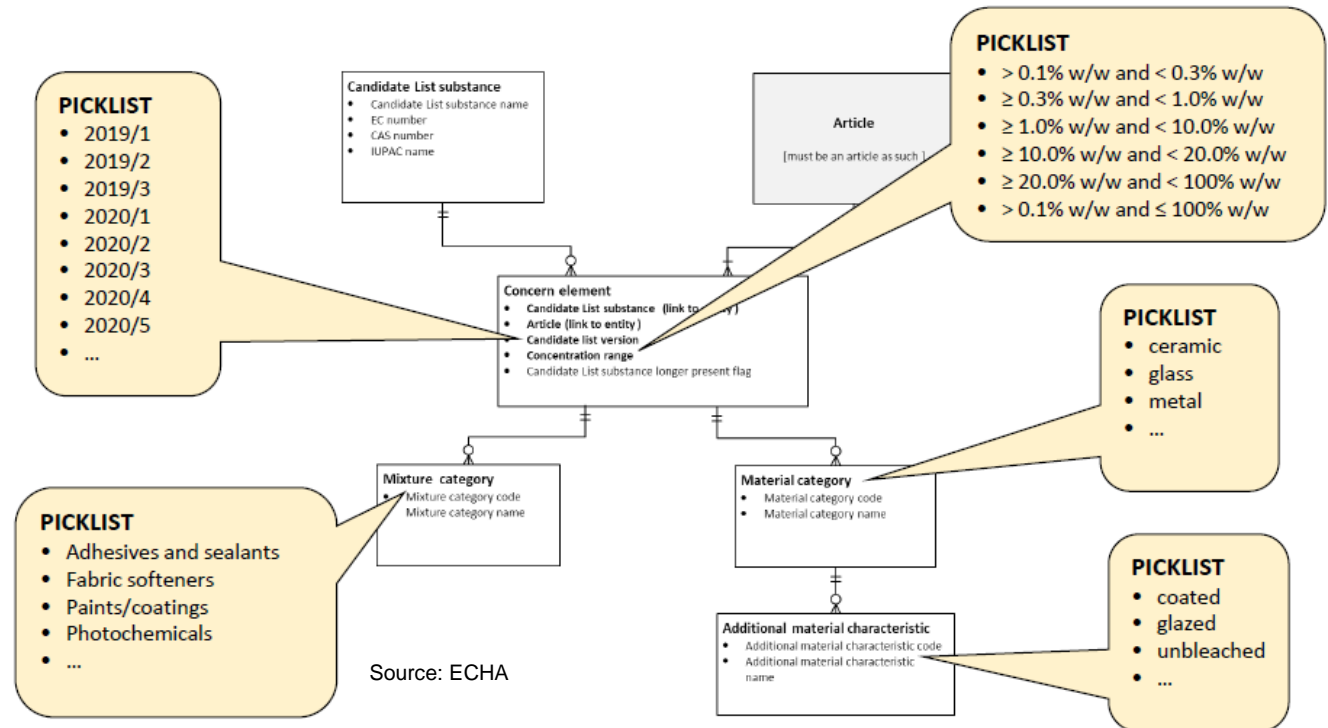 PICKLIST
• 2019/1
• 2019/2
• 2019/3
• 2020/1
• 2020/2
• 2020/3
• 2020/4
• 2020/5
• ...
Candidate List substance
• Candidate List substance name
• EC number
• CAS number
• IUPAC name
Article
[must be an article as such ]
PICKLIST
• > 0.1% w/w and < 0.3% w/w
• ≥ 0.3% w/w and < 1.0% w/w
• ≥ 1.0% w/w and < 10.0% w/w
• ≥ 10.0% w/w and < 20.0% w/w
• ≥ 20.0% w/w and < 100% w/w
• > 0.1% w/w and ≤ 100% w/w
Concern element
• Candidate List substance (link to entity )
• Article (link to entity )
• Candidate list version
• Concentration range
• Candidate List substance longer present flag
PICKLIST
• ceramic
• glass
• metal
• ...
Mixture category
• Mixture category code
Mixture category name
Material category
• Material category code
• Material category name
PICKLIST
• Adhesives and sealants
• Fabric softeners
• Paints/coatings
• Photochemicals
• ...
PICKLIST
• coated
• glazed
• unbleached
• ...
Additional material characteristic
• Additional material characteristic code
• Additional material characteristic
name
Source: ECHA